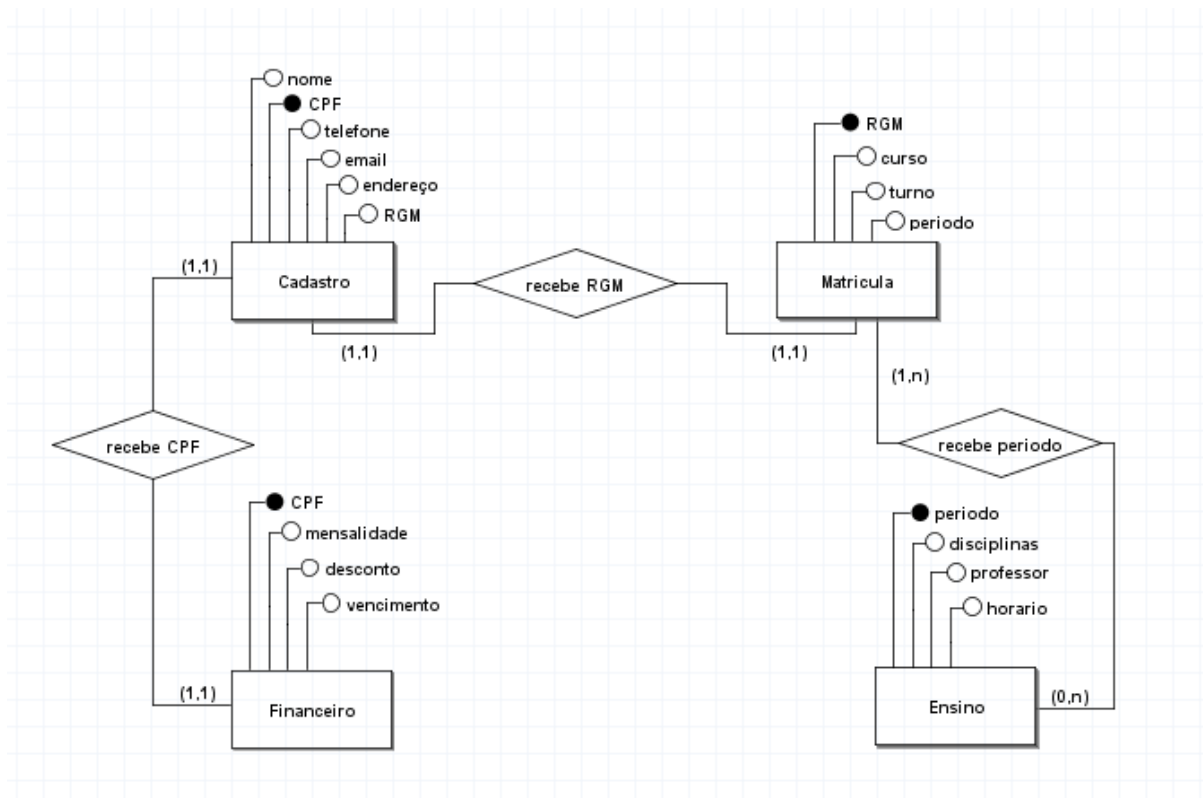 nome
CPF
telefone
email
endereço
RGM
Cadastro
(1,1)
(1,1)
recebe RGM
(1,1)
RGM
curso
turno
periodo
Matricula
(1,n)
recebe CPF
recebe periodo
CPF
mensalidade
desconto
vencimento
(1,1)
Financeiro
periodo
disciplinas
professor
horario
Ensino
(0,n)